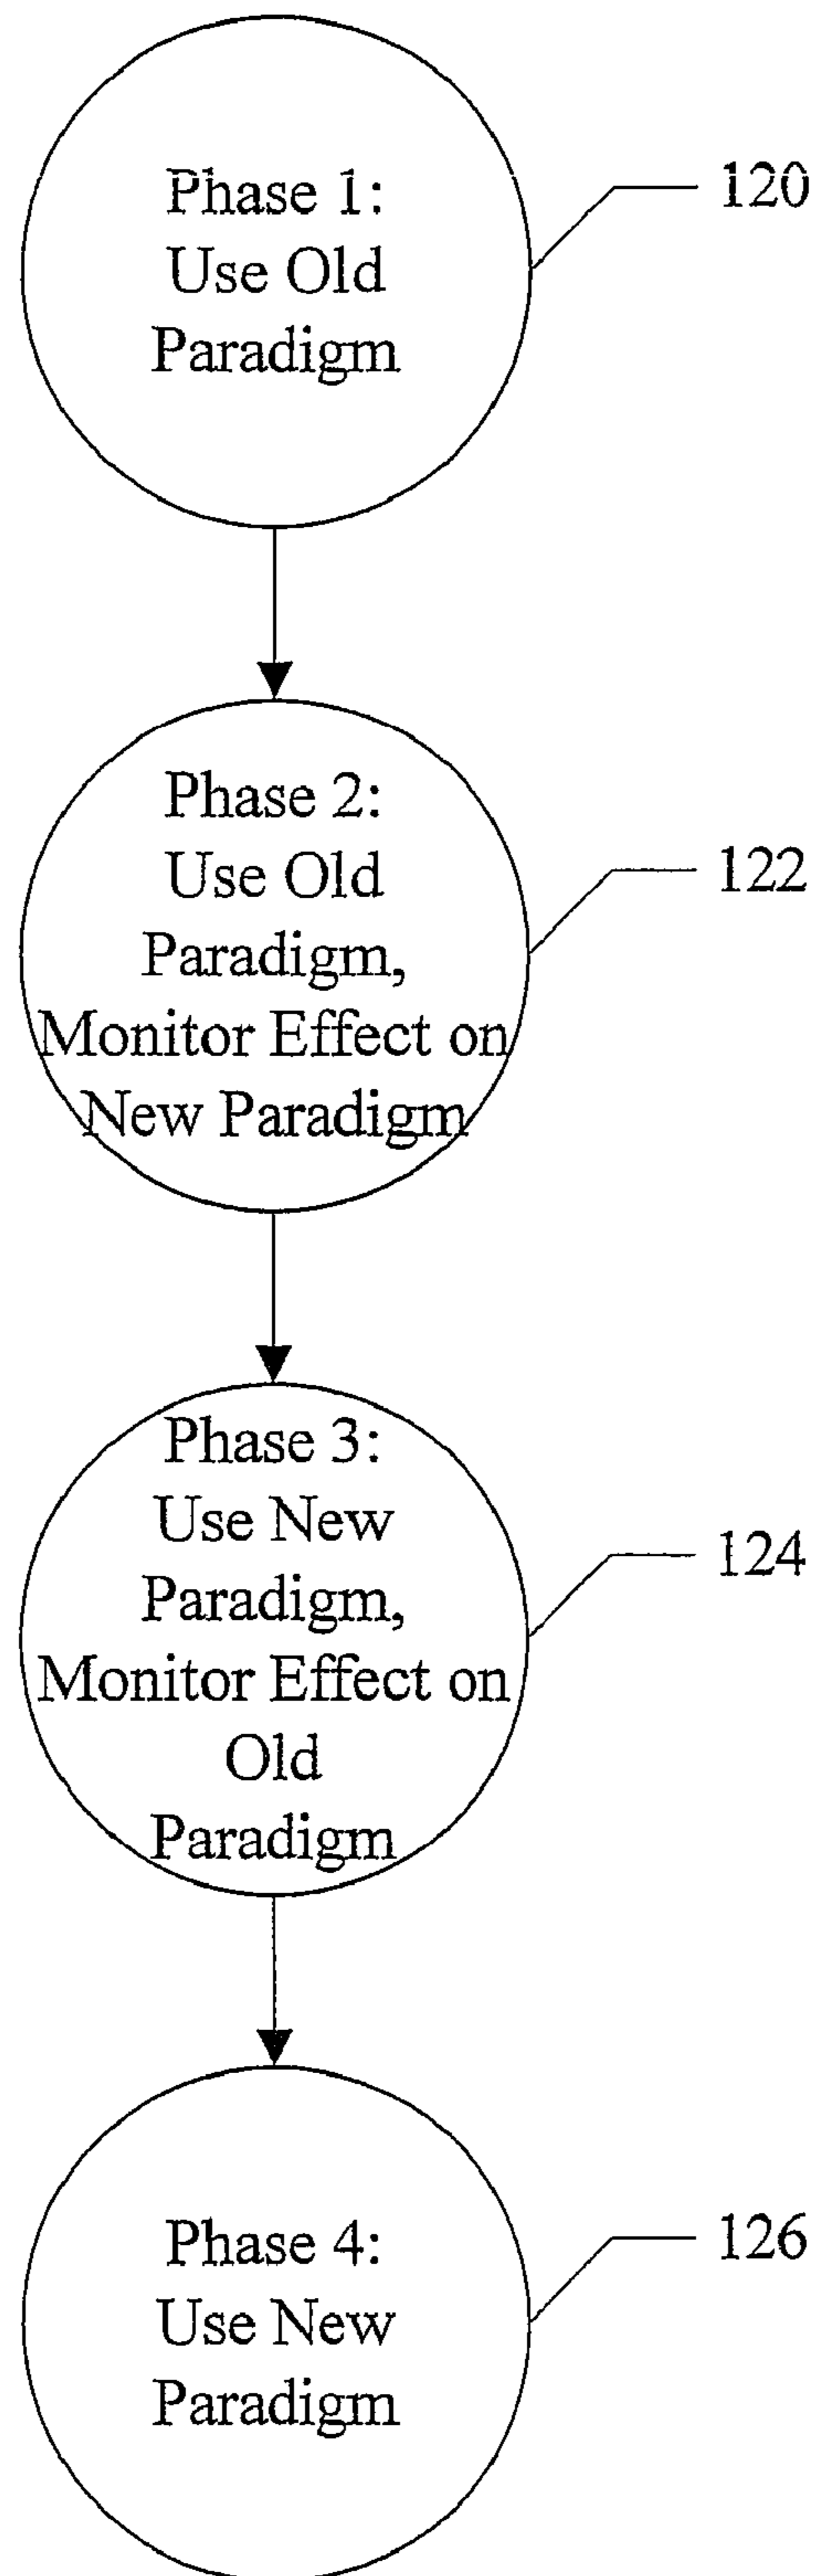 Phase 1:
Use Old
Paradigm
120
Phase 2:
Use Old
Paradigm,
Monitor Effect on
New Paradigm
122
Phase 3:
Use New
Paradigm,
Monitor Effect on
Old
Paradigm
124
Phase 4:
Use New
Paradigm
126